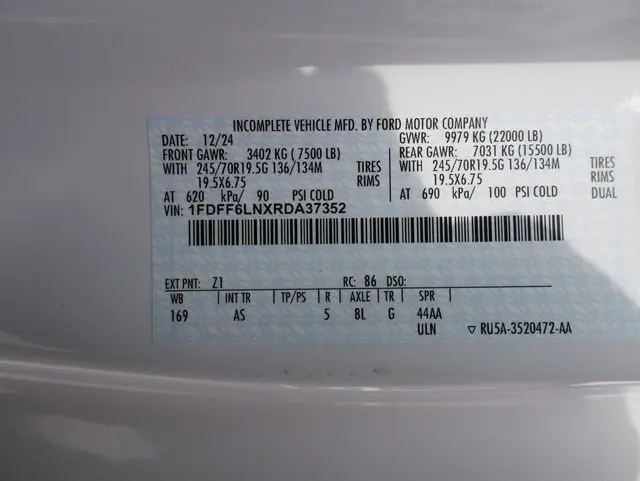 INCOMPLETE VEHICLE MFD. BY FORD MOTOR COMPANY
DATE: 12/24 GVWR: 9979 KG (22000 LB)
FRONT GAWR: 3402 KG ( 7500 LB) REAR GAWR: 7031 KG (15500 LB)
WITH 245/70R19.5G 136/134M TIRES WITH 245/70R19.5G 136/134M TIRES
19.5X6.75 RIMS 19.5X6.75 RIMS
AT 620 kPa/ 90 PSI COLD AT 690 kPa/ 100 PSI COLD DUAL
VIN: 1FDFF6LNXRDA37352
EXT PNT: Z1 RC: 86 DSO:
WB INT TR TP/PS R AXLE TR SPR
169 AS 5 8L G 44AA
ULN ▽ RU5A-3520472-AA